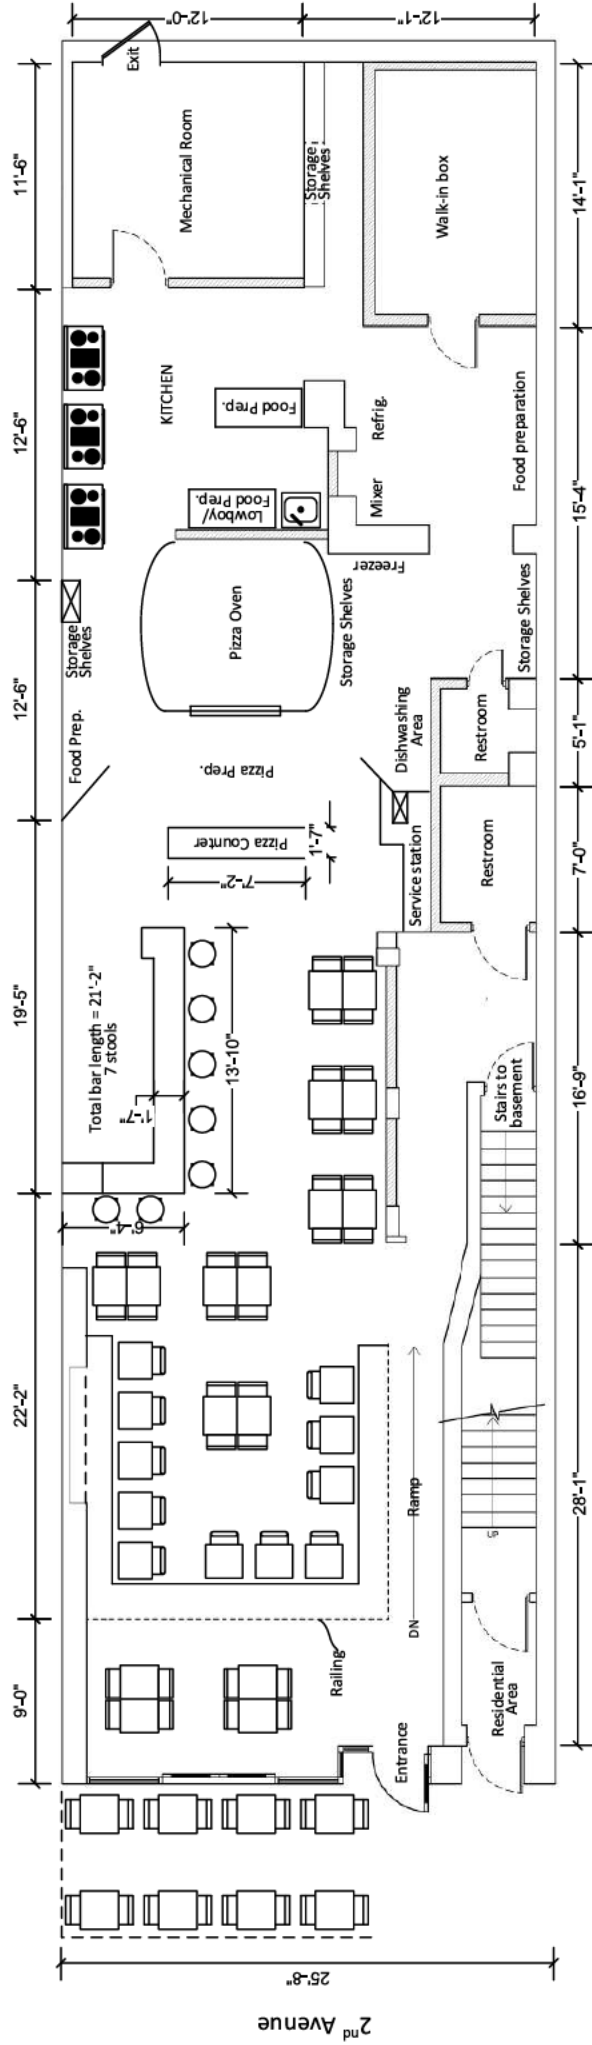 12'-0"
12'-1"
Exit
11'-6"
Mechanical Room
Storage
Shelves
Walk-in box
14'-1"
12'-6"
KITCHEN
Food Prep.
Refrig.
Mixer
Lowboy/
Food Prep.
Food preparation
15'-4"
Freezer
Storage
Shelves
Pizza Oven
Storage Shelves
Storage Shelves
12'-6"
Food Prep.
Pizza Prep.
Dishwashing
Area
Restroom
5'-1"
Pizza Counter
1'-7"
7'-2"
Service station
Restroom
7'-0"
19'-5"
Total bar length = 21'-2"
7 stools
1'-7"
13'-10"
Stairs to
basement
16'-9"
6'-4"
22'-2"
Ramp
UP
28'-1"
DN
Railing
9'-0"
Entrance
Residential
Area
25'-8"
2nd Avenue